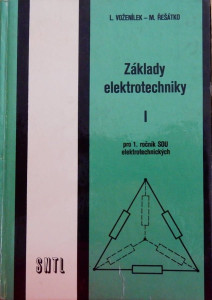 L. VOŽENÍLEK – M. ŘEŠÁTKO
Základy
elektrotechniky
I
pro 1. ročník SOU
elektrotechnických
SNTL